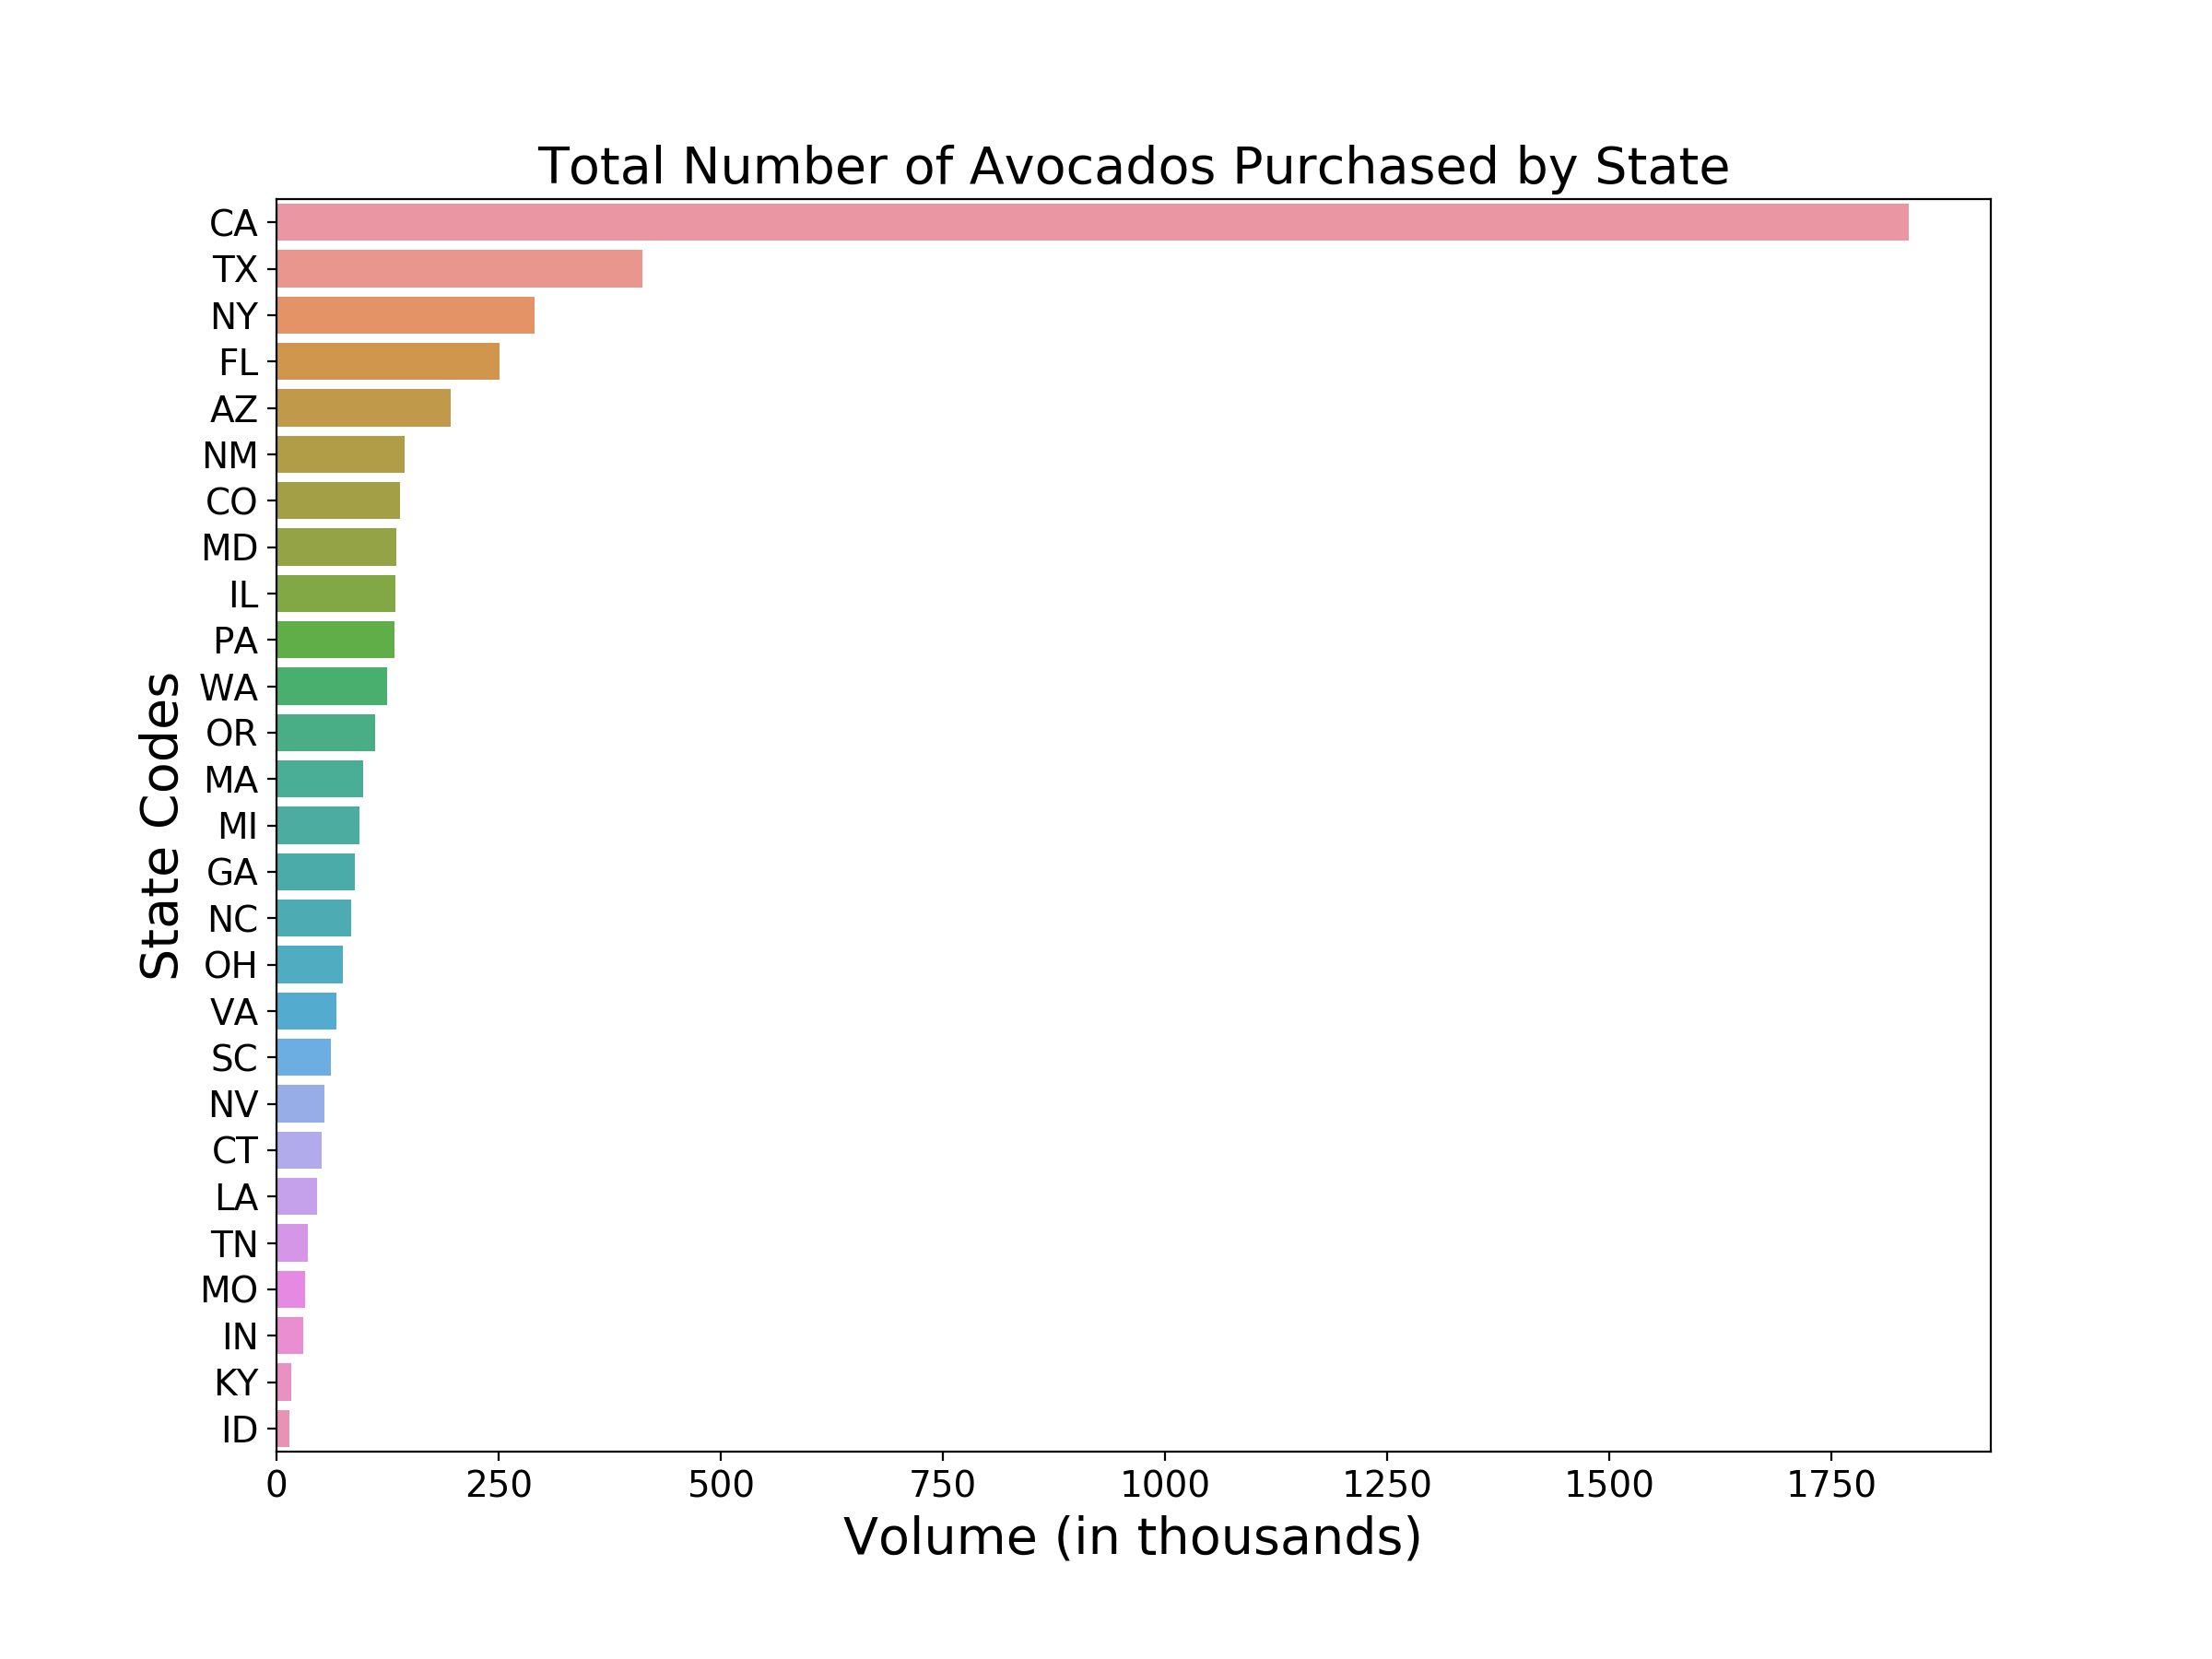 Total Number of Avocados Purchased by State
CA
TX
NY
FL
AZ
NM
CO
MD
IL
PA
WA
OR
MA
MI
GA
NC
OH
VA
SC
NV
CT
LA
TN
MO
IN
KY
ID
State Codes
0 250 500 750 1000 1250 1500 1750
Volume (in thousands)